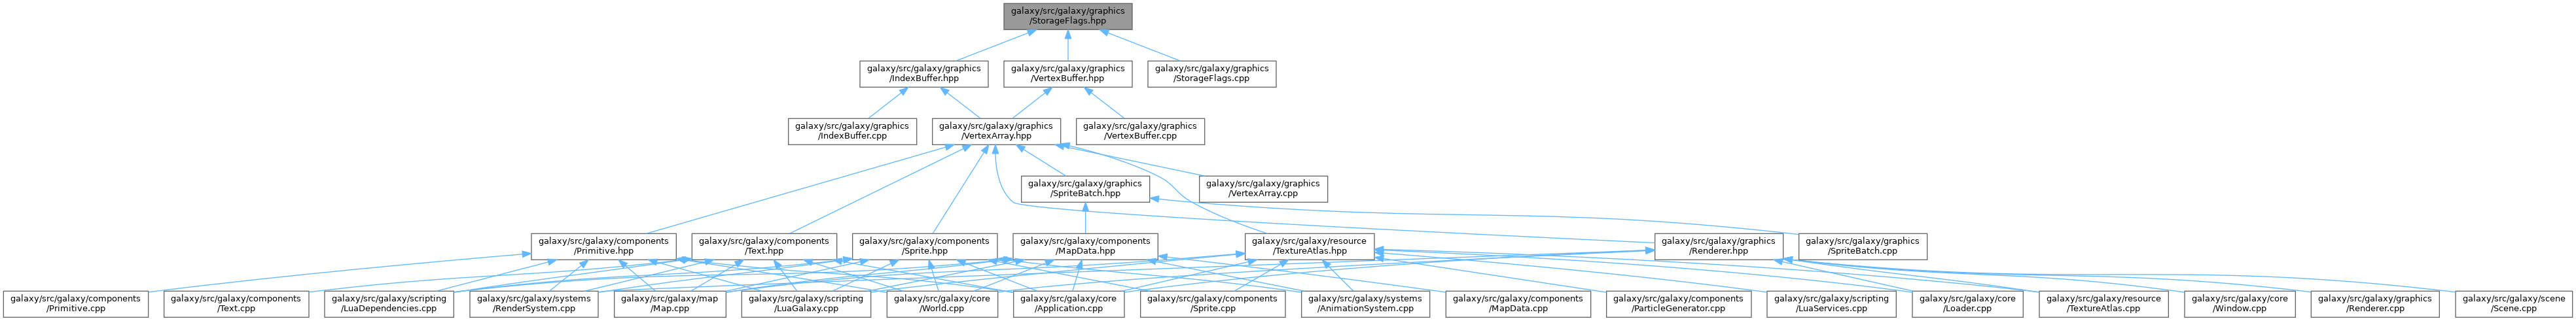 galaxy/src/galaxy/graphics
/StorageFlags.hpp
galaxy/src/galaxy/graphics
/IndexBuffer.hpp
galaxy/src/galaxy/graphics
/VertexBuffer.hpp
galaxy/src/galaxy/graphics
/StorageFlags.cpp
galaxy/src/galaxy/graphics
/IndexBuffer.cpp
galaxy/src/galaxy/graphics
/VertexArray.hpp
galaxy/src/galaxy/graphics
/VertexBuffer.cpp
galaxy/src/galaxy/graphics
/SpriteBatch.hpp
galaxy/src/galaxy/graphics
/VertexArray.cpp
galaxy/src/galaxy/components
/Primitive.hpp
galaxy/src/galaxy/components
/Text.hpp
galaxy/src/galaxy/components
/Sprite.hpp
galaxy/src/galaxy/components
/MapData.hpp
galaxy/src/galaxy/resource
/TextureAtlas.hpp
galaxy/src/galaxy/graphics
/Renderer.hpp
galaxy/src/galaxy/graphics
/SpriteBatch.cpp
galaxy/src/galaxy/components
/Primitive.cpp
galaxy/src/galaxy/components
/Text.cpp
galaxy/src/galaxy/scripting
/LuaDependencies.cpp
galaxy/src/galaxy/systems
/RenderSystem.cpp
galaxy/src/galaxy/map
/Map.cpp
galaxy/src/galaxy/scripting
/LuaGalaxy.cpp
galaxy/src/galaxy/core
/World.cpp
galaxy/src/galaxy/core
/Application.cpp
galaxy/src/galaxy/components
/Sprite.cpp
galaxy/src/galaxy/systems
/AnimationSystem.cpp
galaxy/src/galaxy/components
/MapData.cpp
galaxy/src/galaxy/components
/ParticleGenerator.cpp
galaxy/src/galaxy/scripting
/LuaServices.cpp
galaxy/src/galaxy/core
/Loader.cpp
galaxy/src/galaxy/resource
/TextureAtlas.cpp
galaxy/src/galaxy/core
/Window.cpp
galaxy/src/galaxy/graphics
/Renderer.cpp
galaxy/src/galaxy/scene
/Scene.cpp